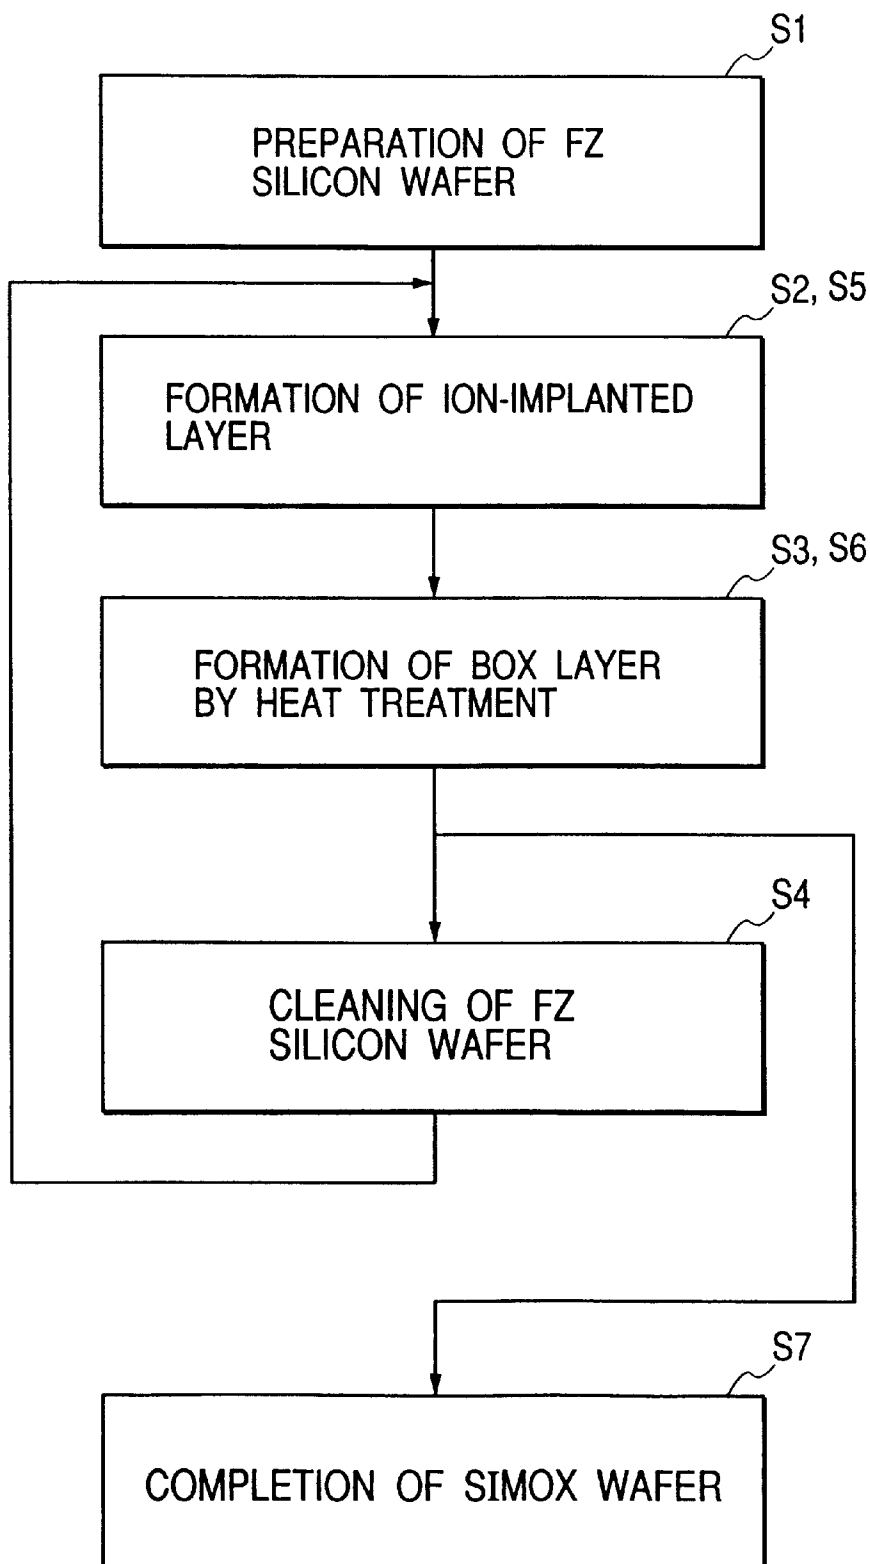 S1
PREPARATION OF FZ
SILICON WAFER
S2, S5
FORMATION OF ION-IMPLANTED
LAYER
S3, S6
FORMATION OF BOX LAYER
BY HEAT TREATMENT
S4
CLEANING OF FZ
SILICON WAFER
S7
COMPLETION OF SIMOX WAFER